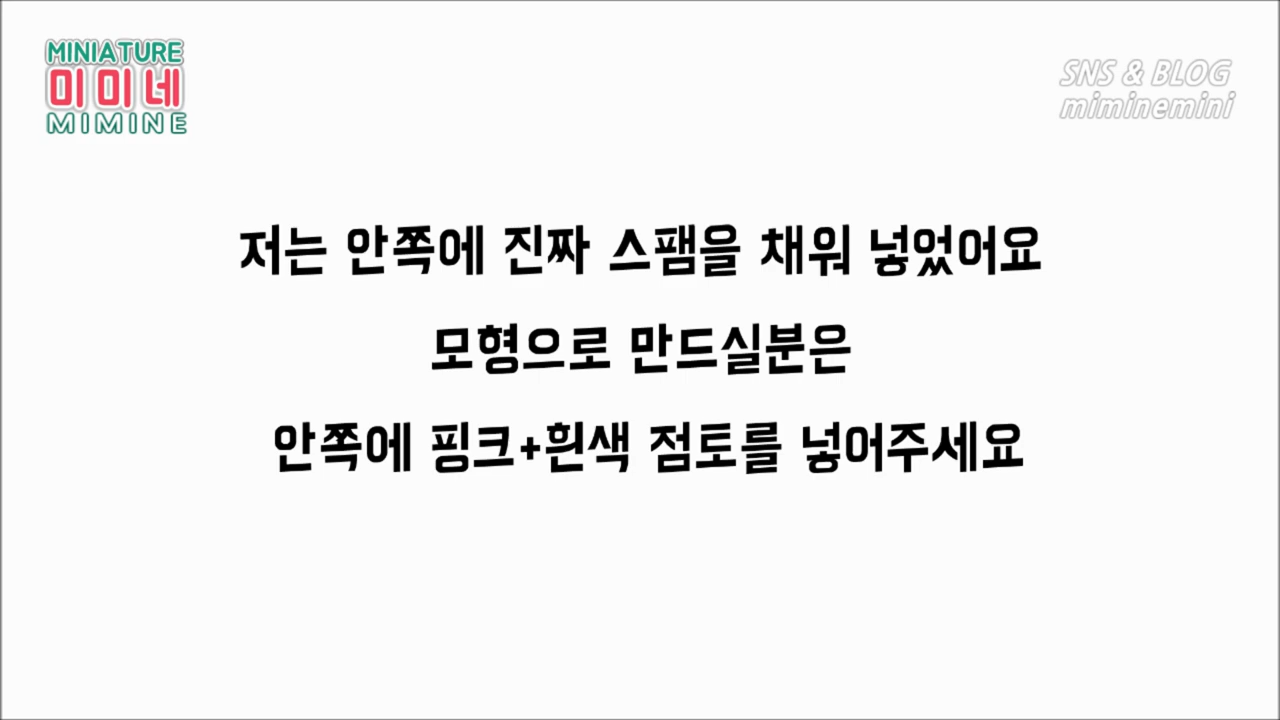 MINIATURE
미미네
MIMINE
SNS & BLOG
miminemini
저는 안쪽에 진짜 스팸을 채워 넣었어요
모형으로 만드실분은
안쪽에 핑크+흰색 점토를 넣어주세요